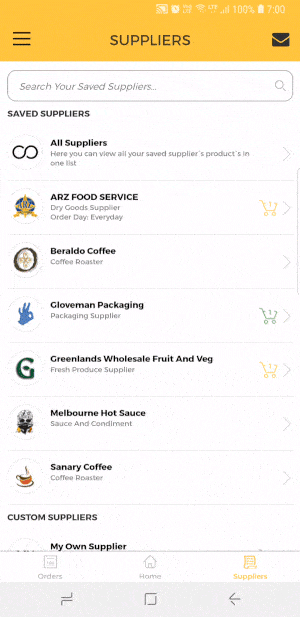 100% 7:00
SUPPLIERS
Search Your Saved Suppliers...
SAVED SUPPLIERS
All Suppliers
Here you can view all your saved supplier's product's in
one list
ARZ FOOD SERVICE
Dry Goods Supplier
Order Day: Everyday
Beraldo Coffee
Coffee Roaster
Gloveman Packaging
Packaging Supplier
1
Greenlands Wholesale Fruit And Veg
Fresh Produce Supplier
1
Melbourne Hot Sauce
Sauce And Condiment
Sanary Coffee
Coffee Roaster
CUSTOM SUPPLIERS
My Own Supplier
Orders Home Suppliers